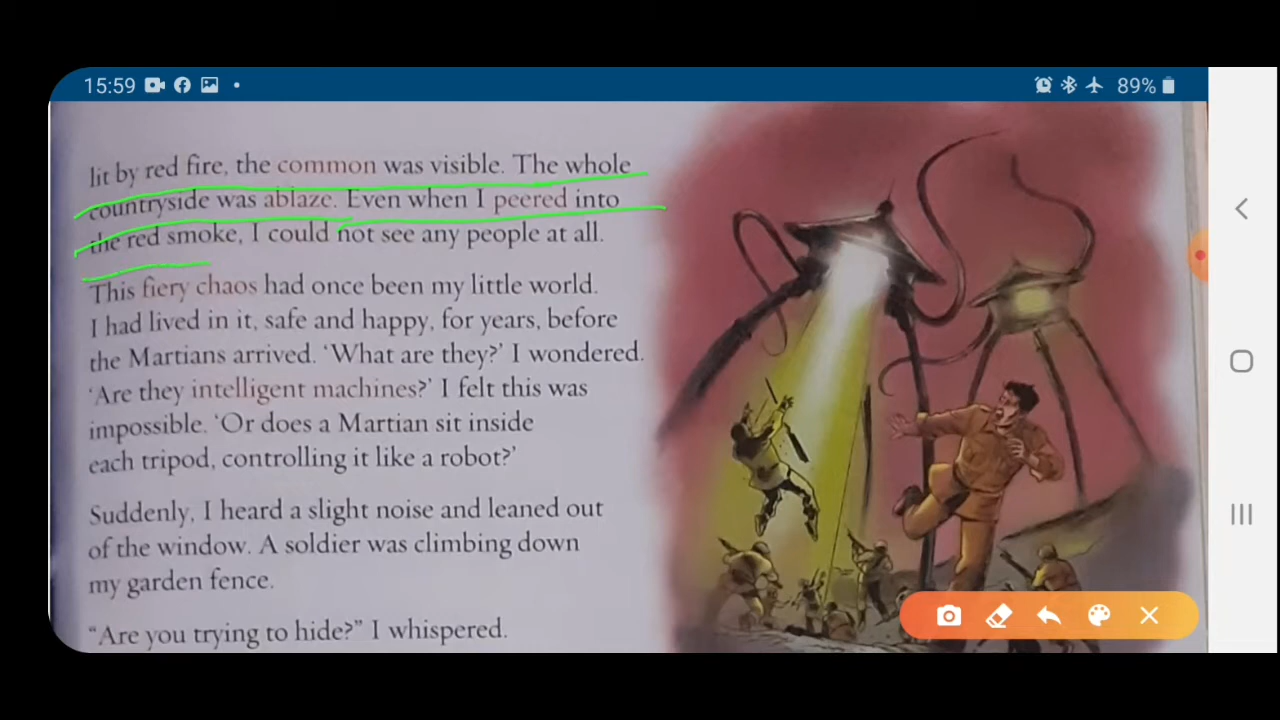 15:59
89%
lit by red fire, the common was visible. The whole
countryside was ablaze. Even when I peered into
the red smoke, I could not see any people at all.
This fiery chaos had once been my little world.
I had lived in it, safe and happy, for years, before
the Martians arrived. ‘What are they?’ I wondered.
‘Are they intelligent machines?’ I felt this was
impossible. ‘Or does a Martian sit inside
each tripod, controlling it like a robot?’
Suddenly, I heard a slight noise and leaned out
of the window. A soldier was climbing down
my garden fence.
“Are you trying to hide?” I whispered.